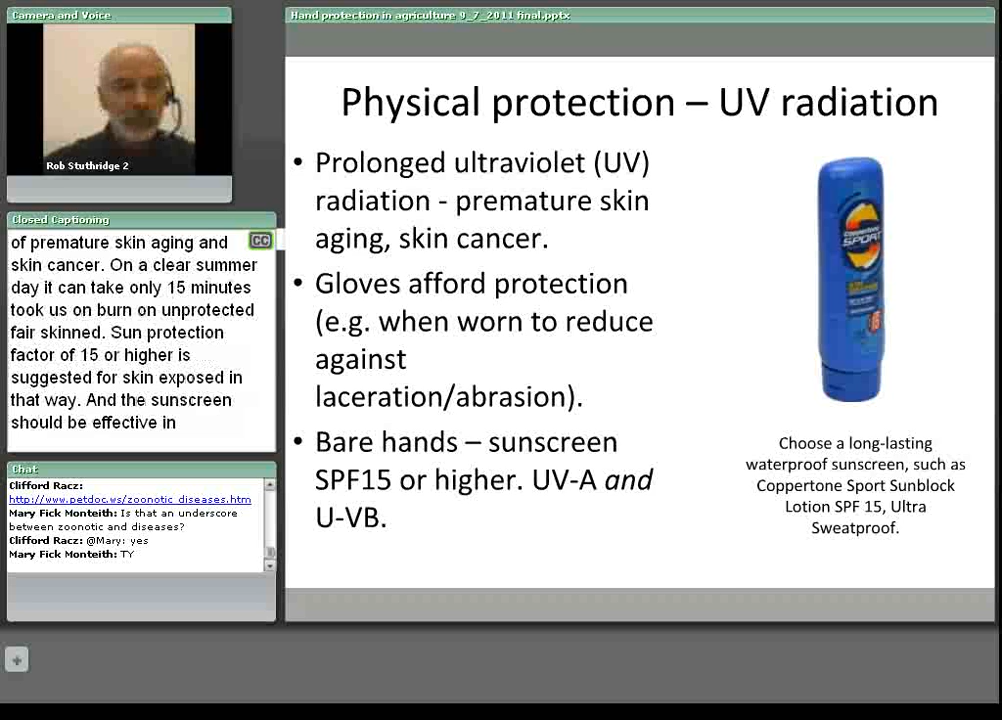 Camera and Voice
Rob Stuthridge 2
Closed Captioning
of premature skin aging and
CC
skin cancer. On a clear summer
day it can take only 15 minutes
took us on burn on unprotected
fair skinned. Sun protection
factor of 15 or higher is
suggested for skin exposed in
that way. And the sunscreen
should be effective in
Chat
Clifford Racz:
http://www.petdoc.ws/zoonotic_diseases.htm
Mary Fick Monteith: Is that an underscore
between zoonotic and diseases?
Clifford Racz: @Mary: yes
Mary Fick Monteith: TY
Hand protection in agriculture 9_7_2011 final.pptx
Physical protection – UV radiation
• Prolonged ultraviolet (UV)
radiation - premature skin
aging, skin cancer.
• Gloves afford protection
(e.g. when worn to reduce
against
laceration/abrasion).
• Bare hands – sunscreen
SPF15 or higher. UV-A and
U-VB.
Coppertone
SPORT
15
Choose a long-lasting
waterproof sunscreen, such as
Coppertone Sport Sunblock
Lotion SPF 15, Ultra
Sweatproof.